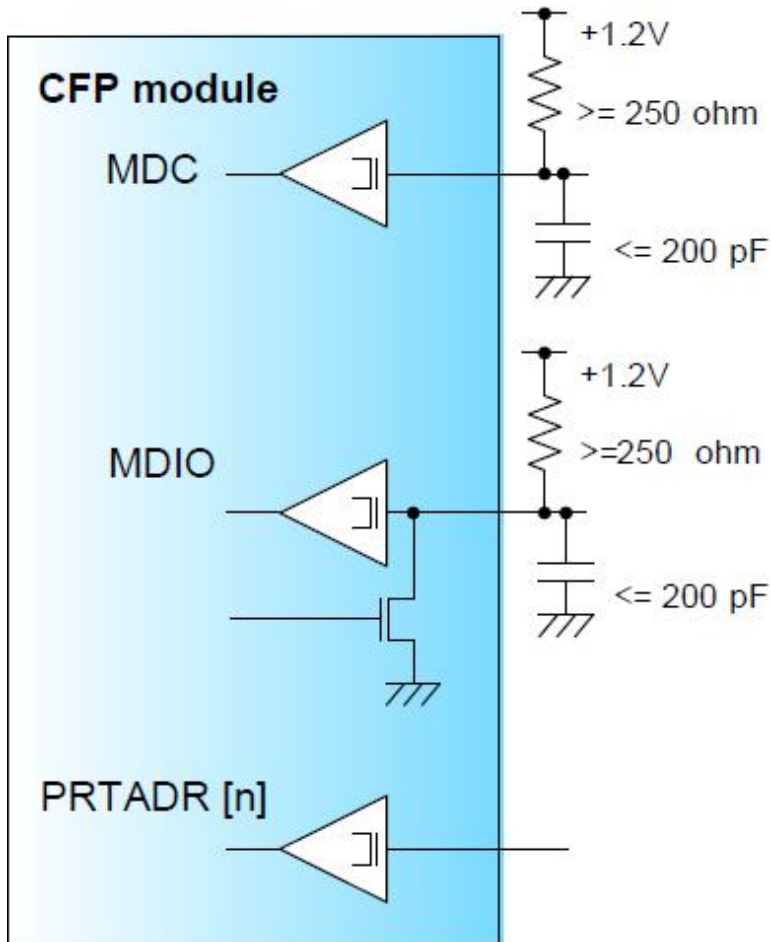 +1.2V
CFP module
>= 250 ohm
MDC
<= 200 pF
+1.2V
>=250 ohm
MDIO
<= 200 pF
PRTADR [n]